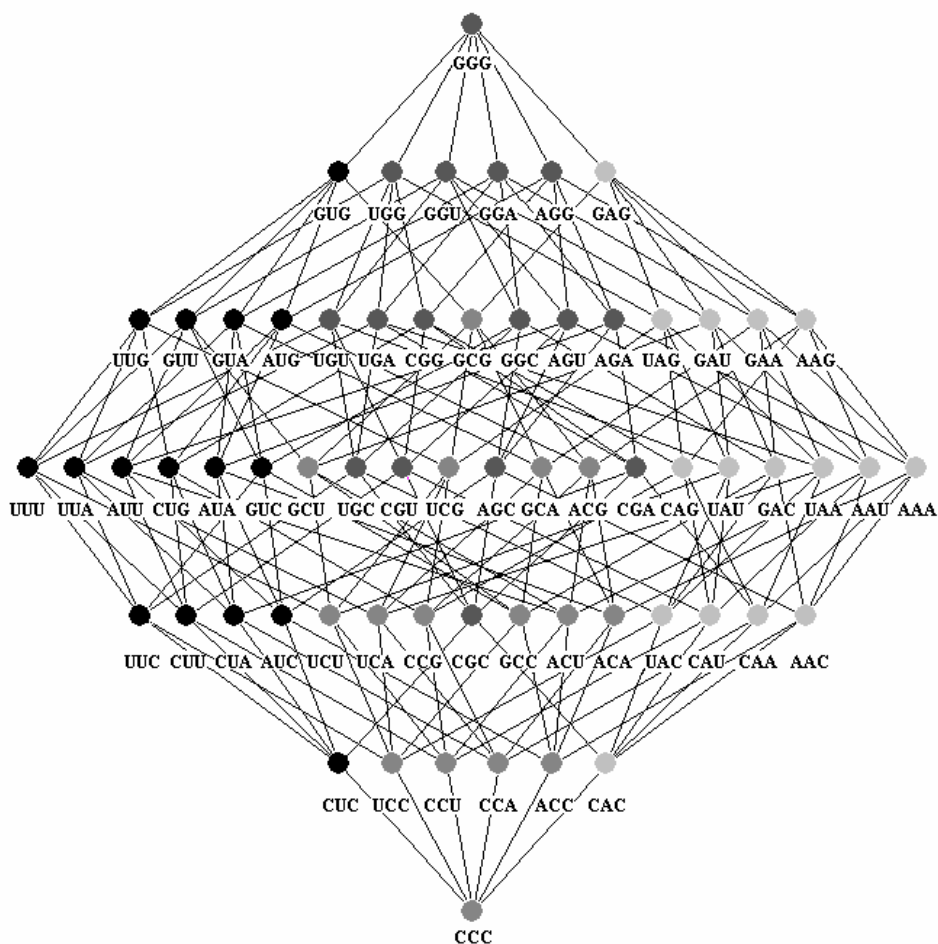 GGG
GUG UGG GGU GGA AGG GAG
UUG GUU GUA AUG UGU UGA CGG GCG GGC AGU AGA UAG GAU GAA AAG
UUU UUA AUU CUG AUA GUC GCU UGC CGU UCG AGC GCA ACG CGA CAG UAU GAC UAA AAU AAA
UUC CUU CUA AUC UCU UCA CCG CGC GCC ACU ACA UAC CAU CAA AAC
CUC UCC CCU CCA ACC CAC
CCC